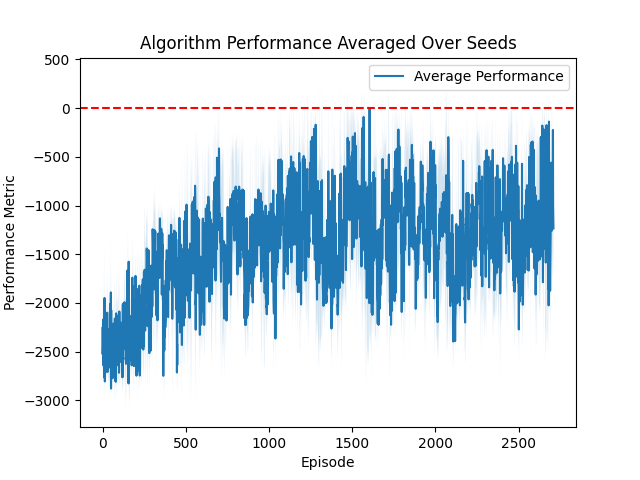 Algorithm Performance Averaged Over Seeds
500
0
−500
−1000
−1500
−2000
−2500
−3000
Performance Metric
Average Performance
0 500 1000 1500 2000 2500
Episode